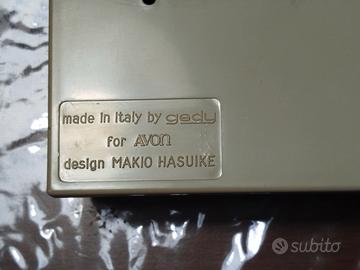 made in italy by gedy
for AVON
design MAKIO HASUIKE
subito